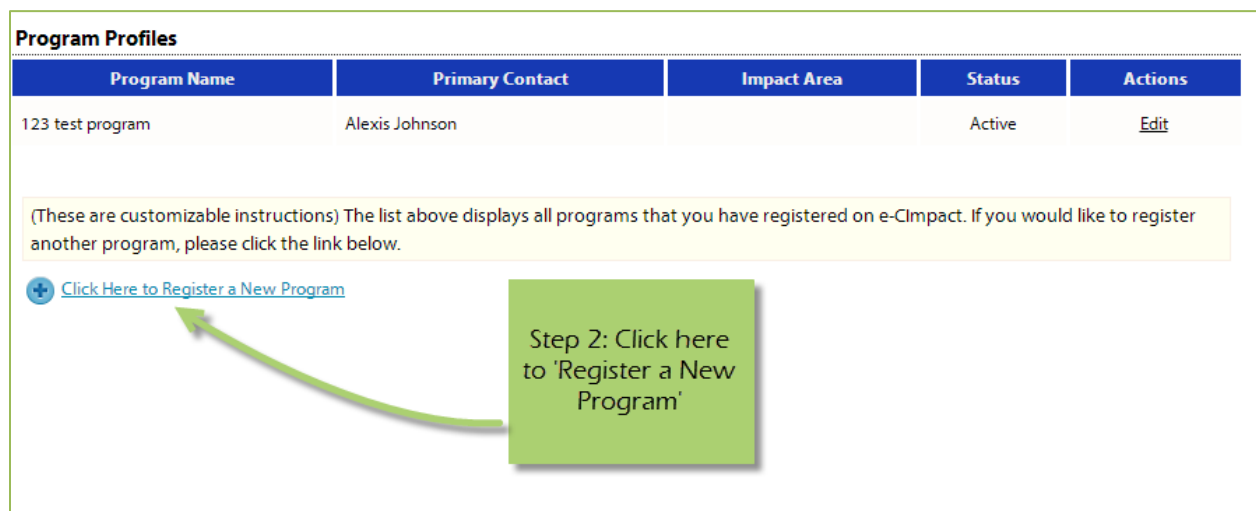 Program Profiles
Program Name Primary Contact Impact Area Status Actions
123 test program Alexis Johnson Active Edit
(These are customizable instructions) The list above displays all programs that you have registered on e-CImpact. If you would like to register
another program, please click the link below.
Click Here to Register a New Program
Step 2: Click here
to 'Register a New
Program'